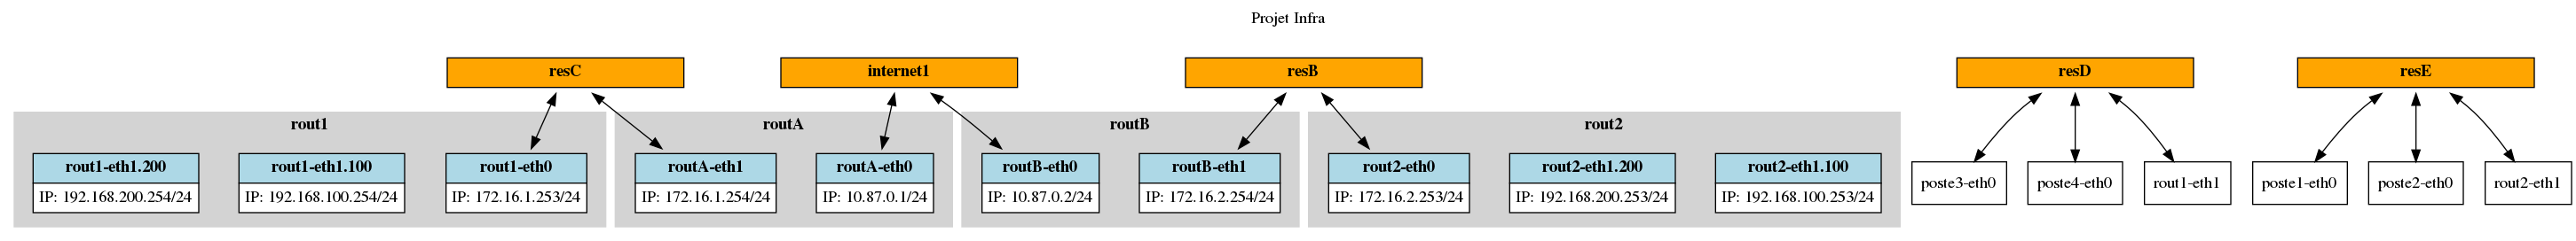 Projet Infra
resC
internet1
resB
resD
resE
rout1
routA
routB
rout2
rout1-eth1.200
IP: 192.168.200.254/24
rout1-eth1.100
IP: 192.168.100.254/24
rout1-eth0
IP: 172.16.1.253/24
routA-eth1
IP: 172.16.1.254/24
routA-eth0
IP: 10.87.0.1/24
routB-eth0
IP: 10.87.0.2/24
routB-eth1
IP: 172.16.2.254/24
rout2-eth0
IP: 172.16.2.253/24
rout2-eth1.200
IP: 192.168.200.253/24
rout2-eth1.100
IP: 192.168.100.253/24
poste3-eth0
poste4-eth0
rout1-eth1
poste1-eth0
poste2-eth0
rout2-eth1